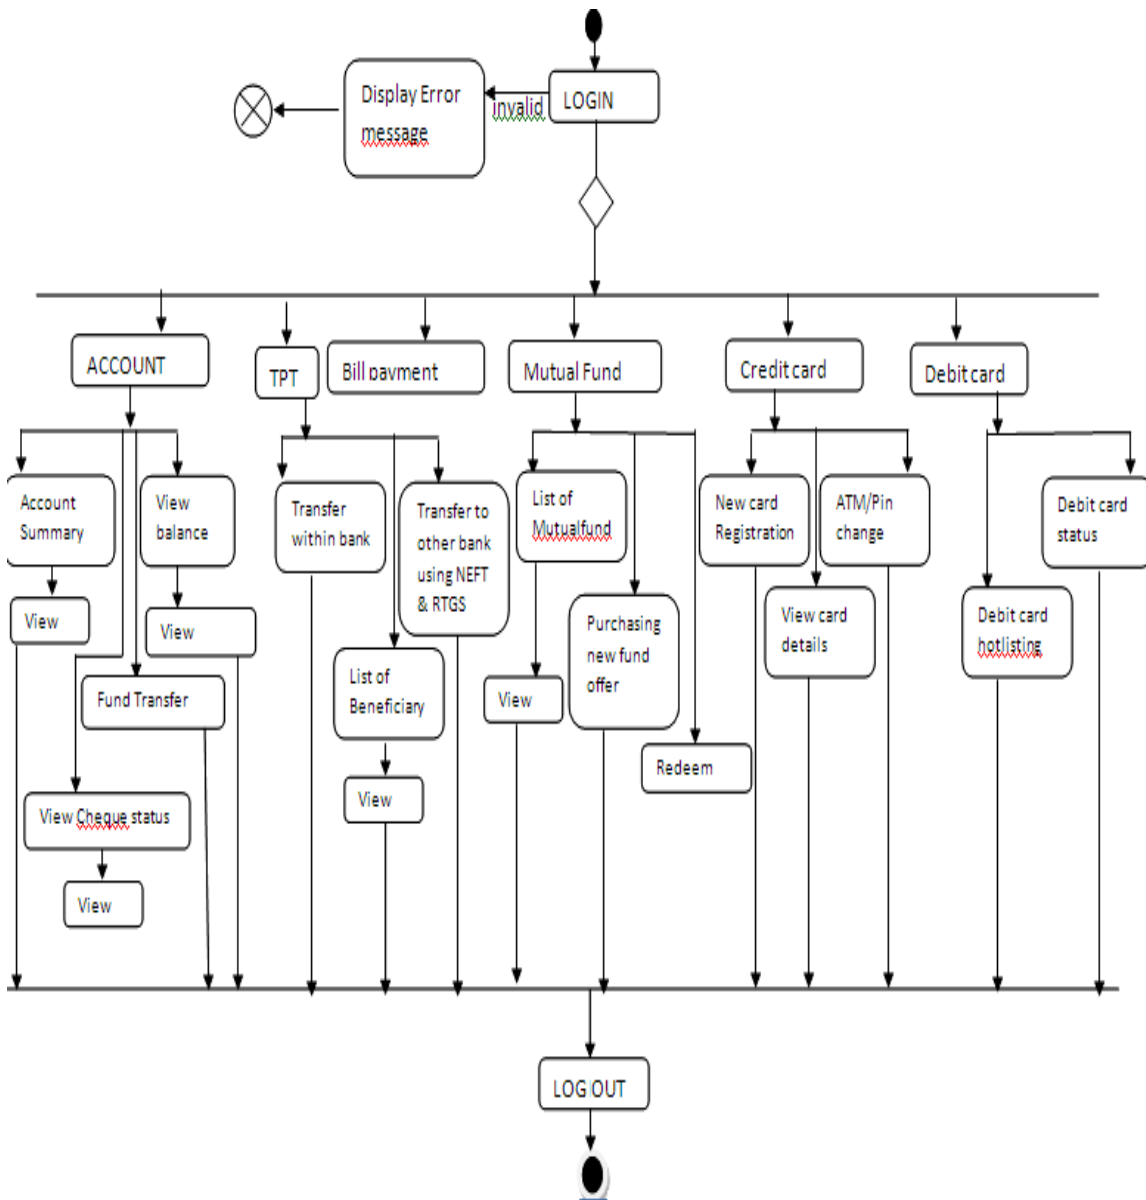 Display Error
message
invalid
LOGIN
ACCOUNT
TPT
Bill payment
Mutual Fund
Credit card
Debit card
Account
Summary
View
balance
Transfer
within bank
Transfer to
other bank
using NEFT
& RTGS
List of
Mutualfund
New card
Registration
ATM/Pin
change
Debit card
status
View
View
Purchasing
new fund
offer
View card
details
Debit card
hotlisting
Fund Transfer
List of
Beneficiary
View
Redeem
View Cheque status
View
View
LOG OUT